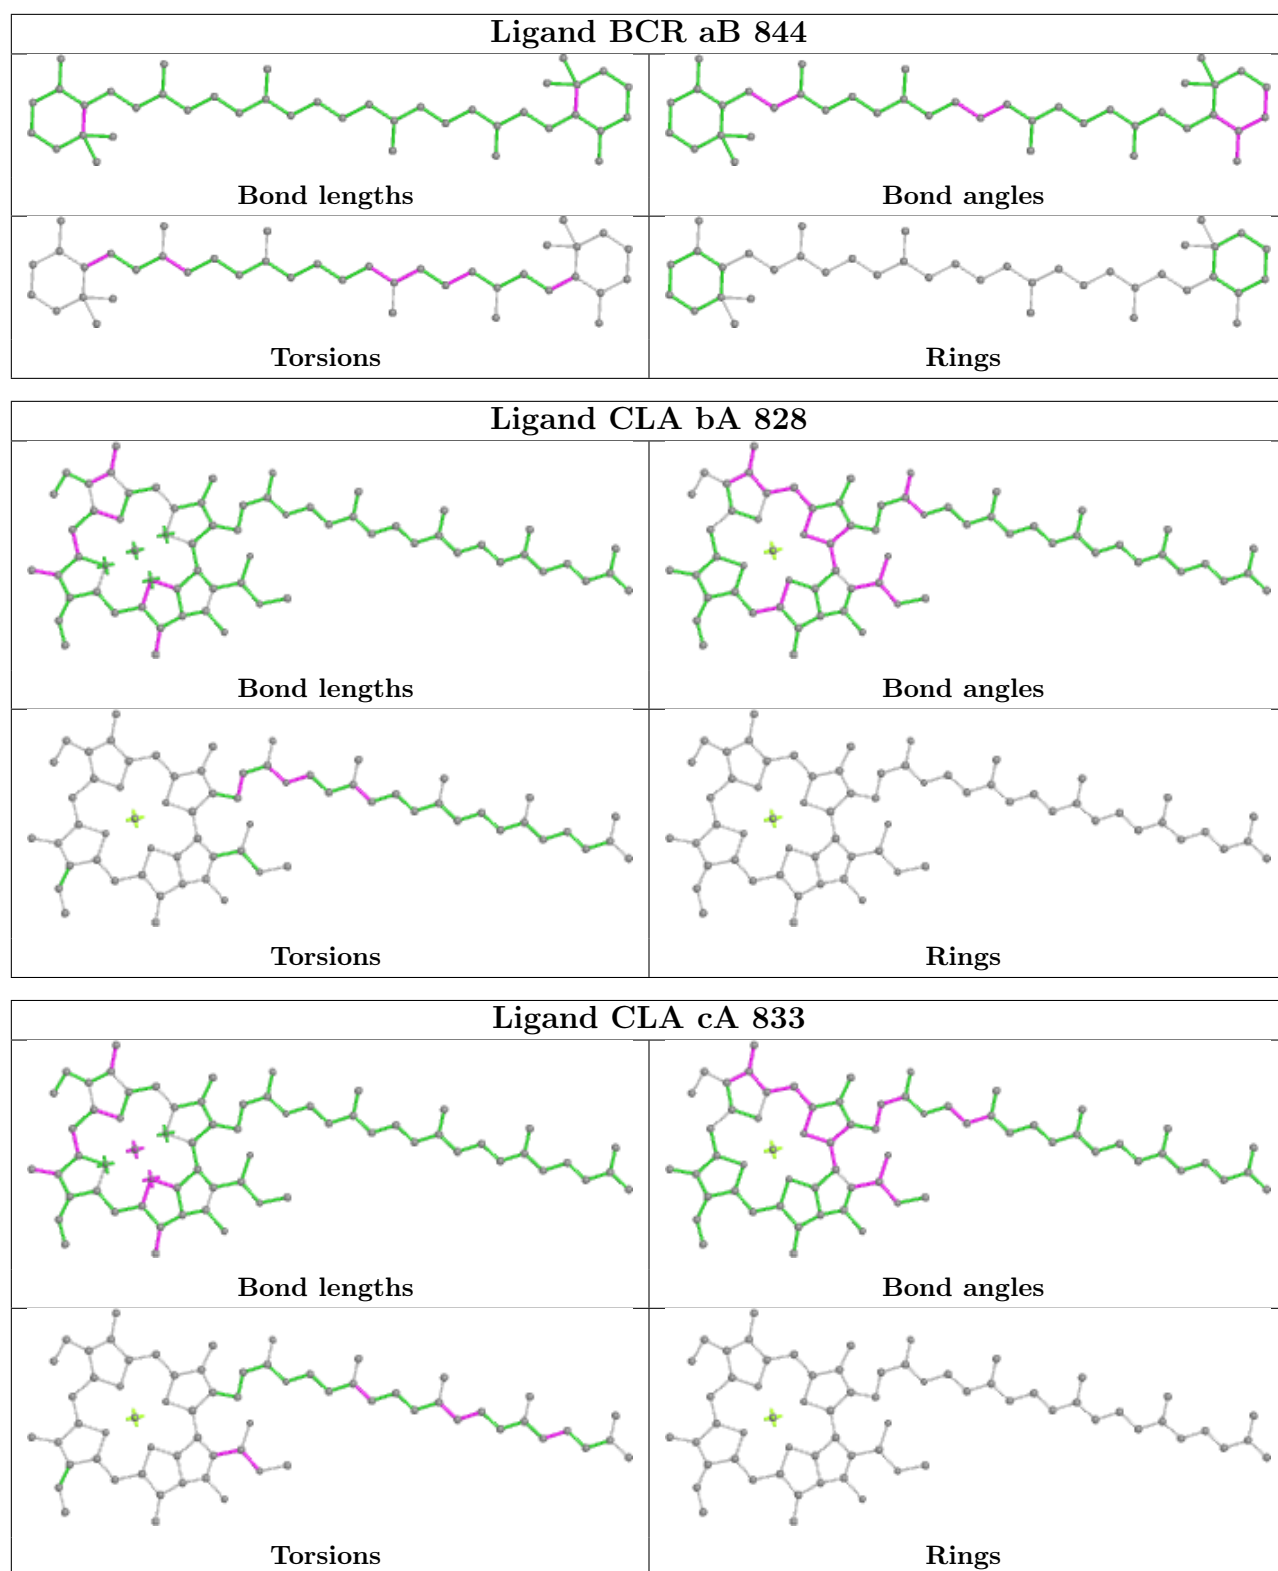 Ligand BCR aB 844
Bond lengths
Bond angles
Torsions
Rings
Ligand CLA bA 828
Bond lengths
Bond angles
Torsions
Rings
Ligand CLA cA 833
Bond lengths
Bond angles
Torsions
Rings